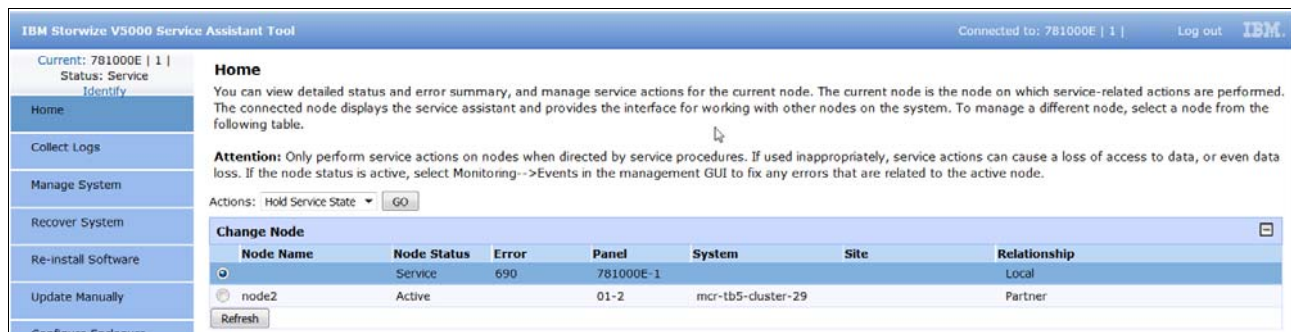 IBM Storwize V5000 Service Assistant Tool
Connected to: 781000E | 1 |
Log out
IBM.
Current: 781000E | 1 |
Status: Service
Identify
Home
Collect Logs
Manage System
Recover System
Re-install Software
Update Manually
Home
You can view detailed status and error summary, and manage service actions for the current node. The current node is the node on which service-related actions are performed.
The connected node displays the service assistant and provides the interface for working with other nodes on the system. To manage a different node, select a node from the
following table.
Attention: Only perform service actions on nodes when directed by service procedures. If used inappropriately, service actions can cause a loss of access to data, or even data
loss. If the node status is active, select Monitoring-->Events in the management GUI to fix any errors that are related to the active node.
Actions: Hold Service State GO
Change Node
Node Name Node Status Error Panel System Site Relationship
Service 690 781000E-1 Local
node2 Active 01-2 mcr-tb5-cluster-29 Partner
Refresh